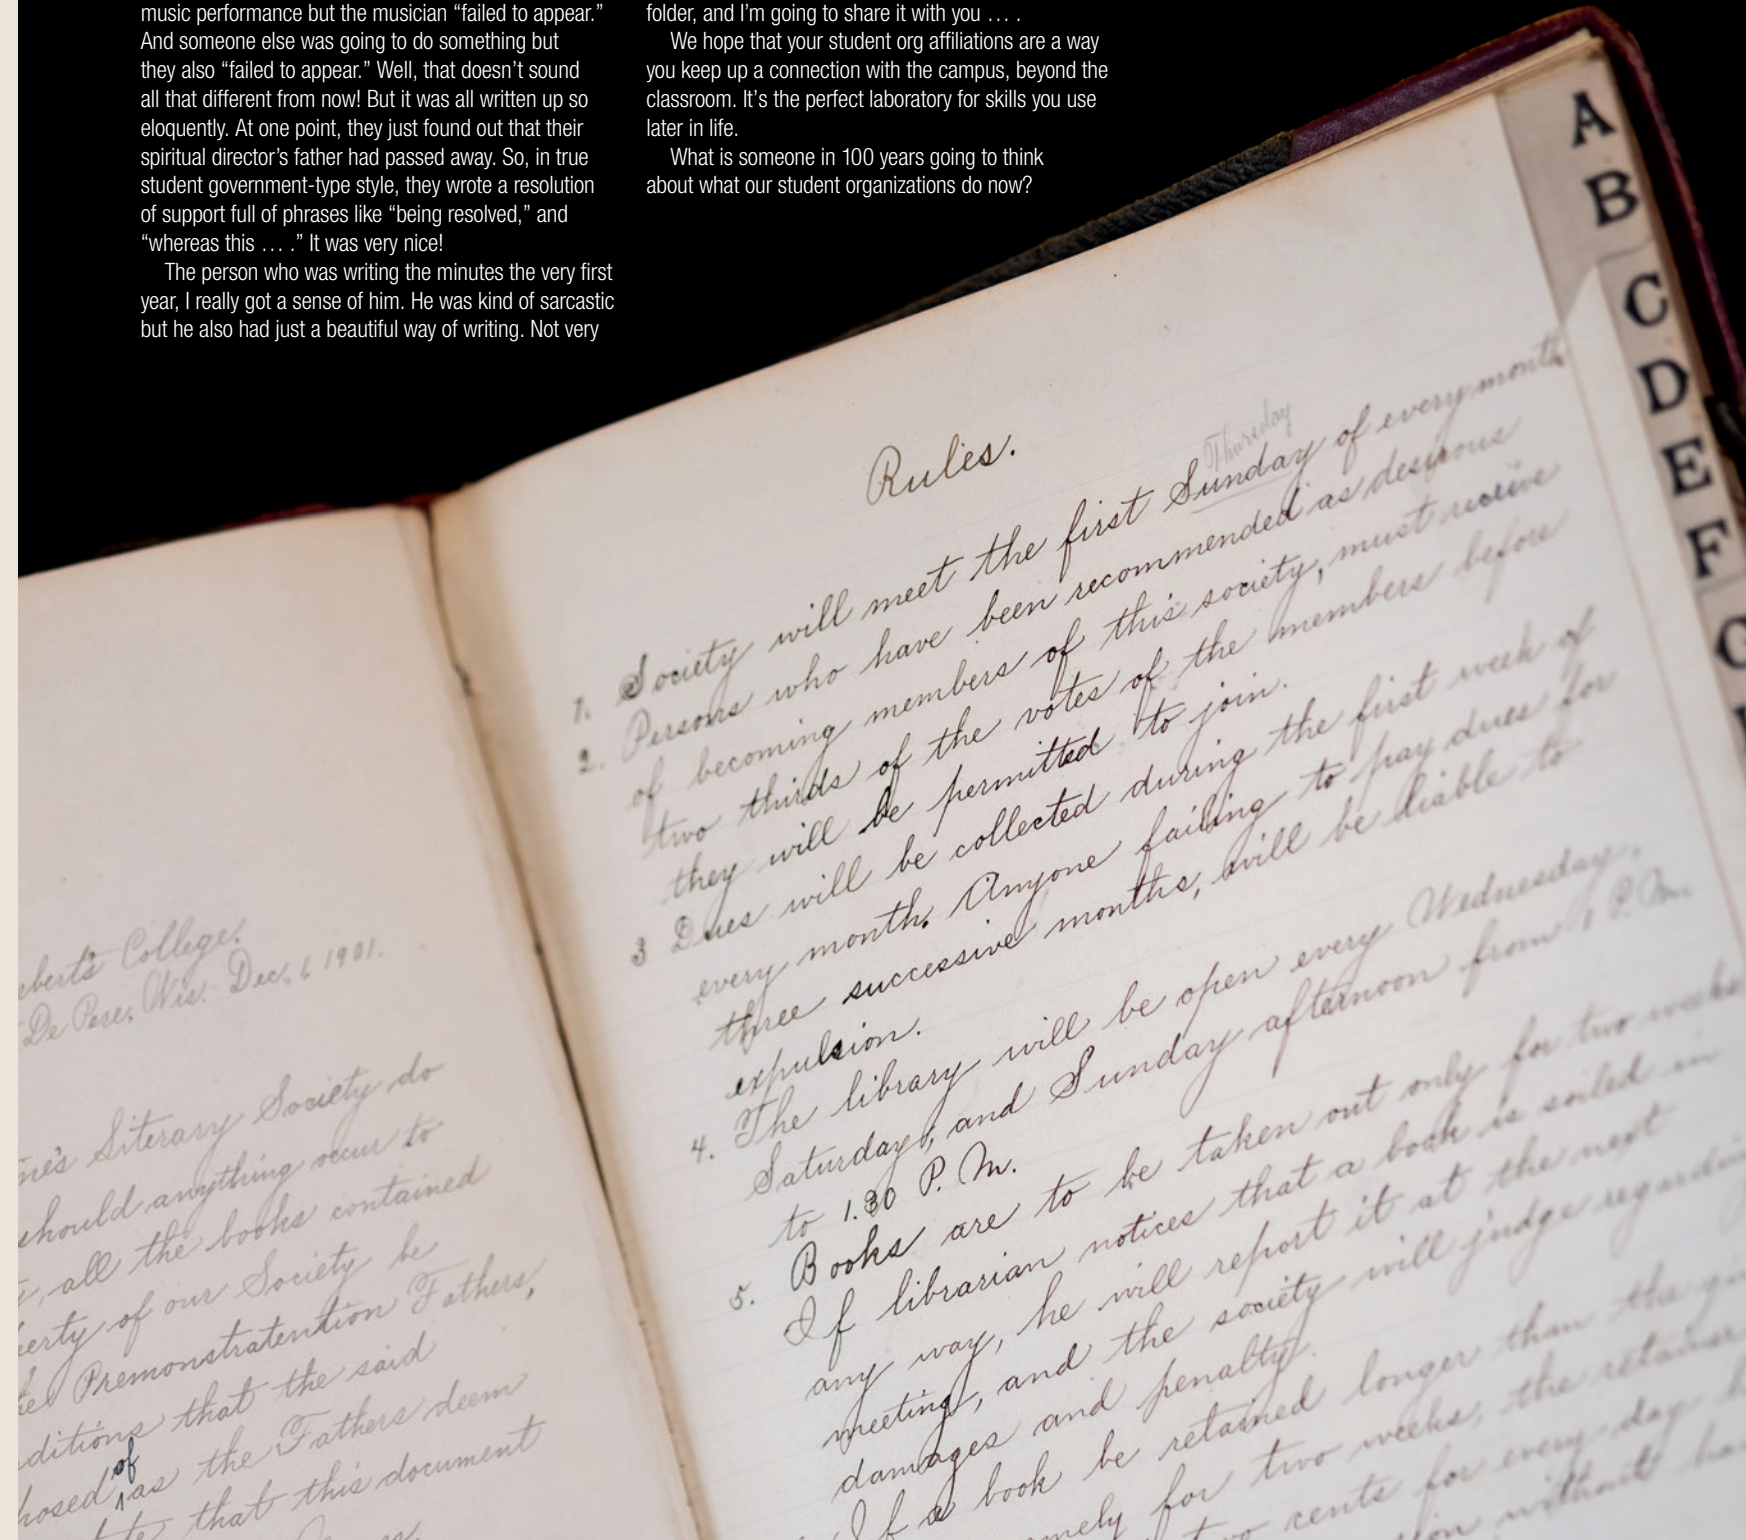 music performance but the musician “failed to appear.”
And someone else was going to do something but
they also “failed to appear.” Well, that doesn’t sound
all that different from now! But it was all written up so
eloquently. At one point, they just found out that their
spiritual director’s father had passed away. So, in true
student government-type style, they wrote a resolution
of support full of phrases like “being resolved,” and
“whereas this … .” It was very nice!
The person who was writing the minutes the very first
year, I really got a sense of him. He was kind of sarcastic
but he also had just a beautiful way of writing. Not very
folder, and I’m going to share it with you … .
We hope that your student org affiliations are a way
you keep up a connection with the campus, beyond the
classroom. It’s the perfect laboratory for skills you use
later in life.
What is someone in 100 years going to think
about what our student organizations do now?
bert's College.
De Pere, Wis. Dec. 6 1901.
ne's Literary Society do
should anything occur to
all the books contained
erty of our Society be
Premonstratention Fathers,
ditions that the said
of
hosed as the Fathers deem
that this document
Rules.
Thursday
1. Society will meet the first Sunday of every month
2. Persons who have been recommended as desirous
of becoming members of this society, must receive
two thirds of the votes of the members before
they will be permitted to join.
3 Dues will be collected during the first week of
every month. Anyone failing to pay dues for
three successive months, will be liable to
expulsion.
4. The library will be open every Wednesday,
Saturday, and Sunday afternoon from 1 P.M.
to 1.30 P. M.
5. Books are to be taken out only for two weeks
If librarian notices that a book is soiled in
any way, he will report it at the next
meeting, and the society will judge regardin
damages and penalty.
If a book be retained longer than the
for two weeks, the retainer
two cents for every day
without
A
B
C
D
E
F
G